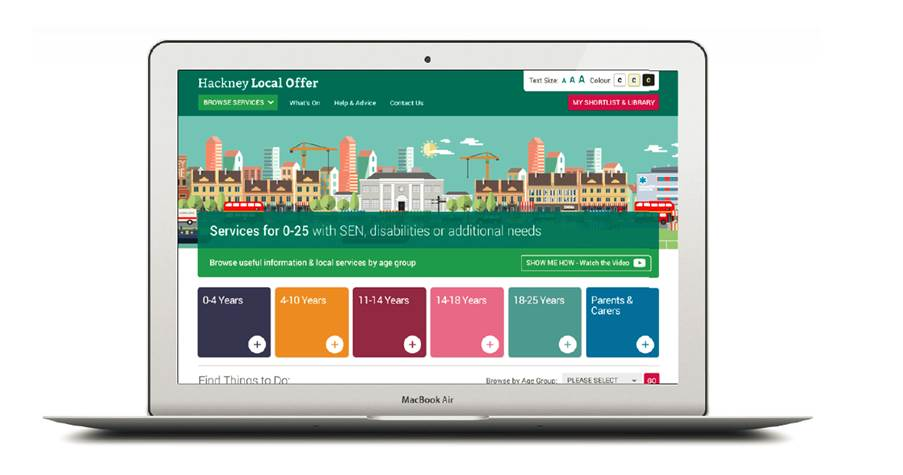 Hackney Local Offer
Text Size: A A A Colour: C C C
BROWSE SERVICES What's On Help & Advice Contact Us
MY SHORTLIST & LIBRARY
Services for 0-25 with SEN, disabilities or additional needs
Browse useful information & local services by age group
SHOW ME HOW - Watch the Video
0-4 Years
4-10 Years
11-14 Years
14-18 Years
18-25 Years
Parents &
Carers
Find Things to Do:
Browse by Age Group: PLEASE SELECT GO
MacBook Air